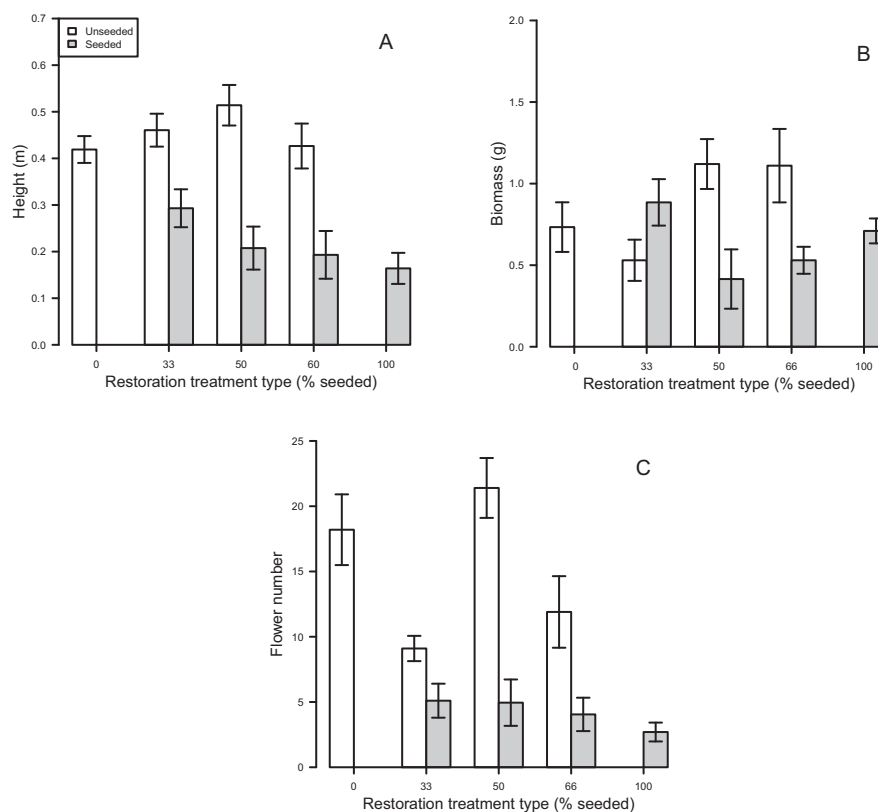 A
Unseeded
Seeded
0.7
0.6
0.5
0.4
0.3
0.2
0.1
0.0
Height (m)
0 33 50 60 100
Restoration treatment type (% seeded)
B
2.0
1.5
1.0
0.5
0.0
Biomass (g)
0 33 50 66 100
Restoration treatment type (% seeded)
C
25
20
15
10
5
0
Flower number
0 33 50 66 100
Restoration treatment type (% seeded)